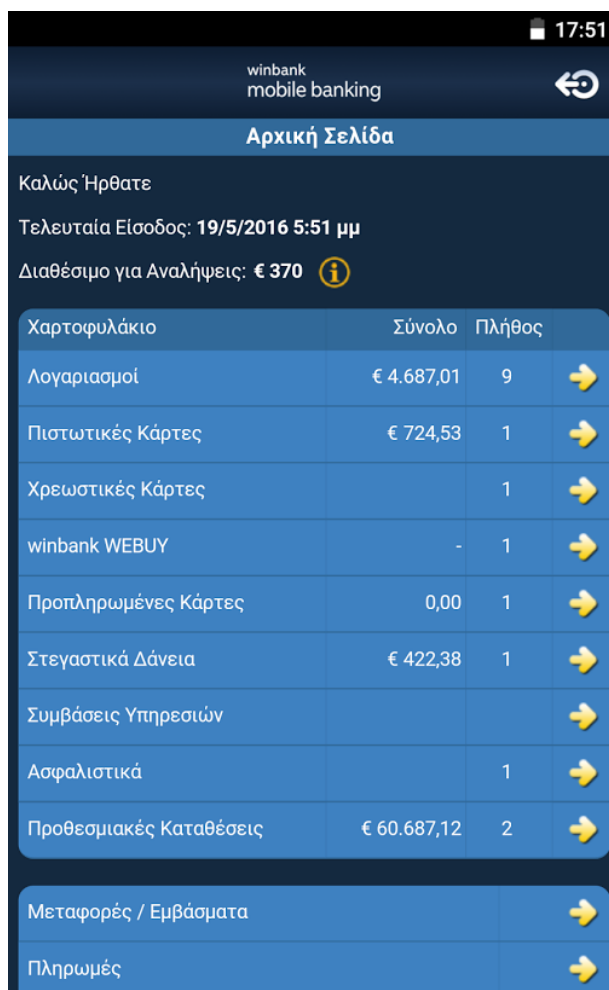 17:51
winbank
mobile banking
Αρχική Σελίδα
Καλώς Ήρθατε
Τελευταία Είσοδος: 19/5/2016 5:51 μμ
Διαθέσιμο για Αναλήψεις: € 370
Χαρτοφυλάκιο Σύνολο Πλήθος
Λογαριασμοί € 4.687,01 9
Πιστωτικές Κάρτες € 724,53 1
Χρεωστικές Κάρτες 1
winbank WEBUY - 1
Προπληρωμένες Κάρτες 0,00 1
Στεγαστικά Δάνεια € 422,38 1
Συμβάσεις Υπηρεσιών
Ασφαλιστικά 1
Προθεσμιακές Καταθέσεις € 60.687,12 2
Μεταφορές / Εμβάσματα
Πληρωμές